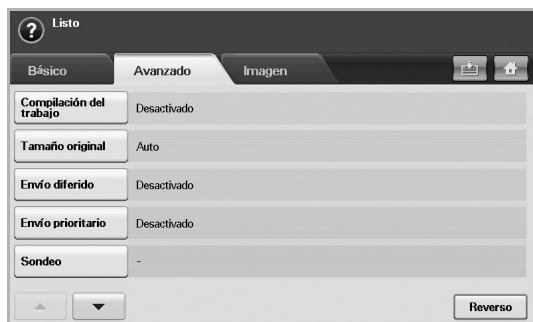 Listo
Básico
Avanzado
Imagen
Compilación del
trabajo
Desactivado
Tamaño original
Auto
Envío diferido
Desactivado
Envío prioritario
Desactivado
Sondeo
-
Reverso